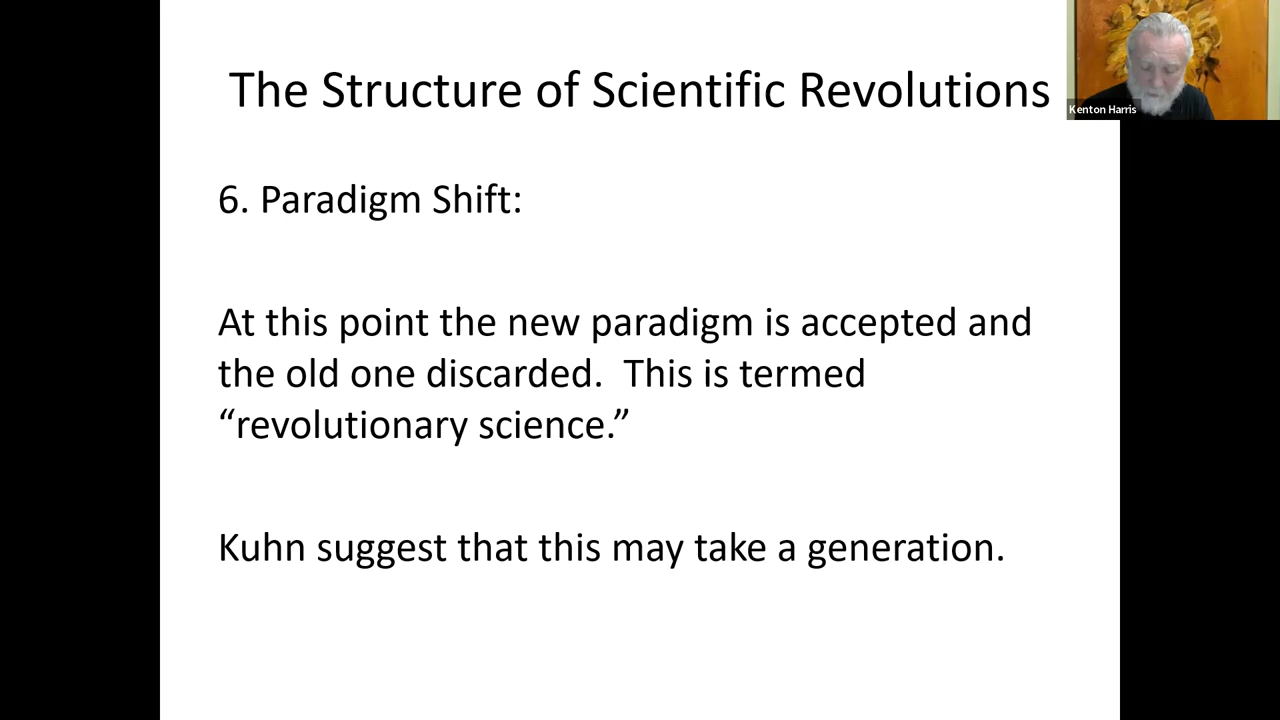 The Structure of Scientific Revolutions
Kenton Harris
6. Paradigm Shift:
At this point the new paradigm is accepted and
the old one discarded.  This is termed
“revolutionary science.”
Kuhn suggest that this may take a generation.